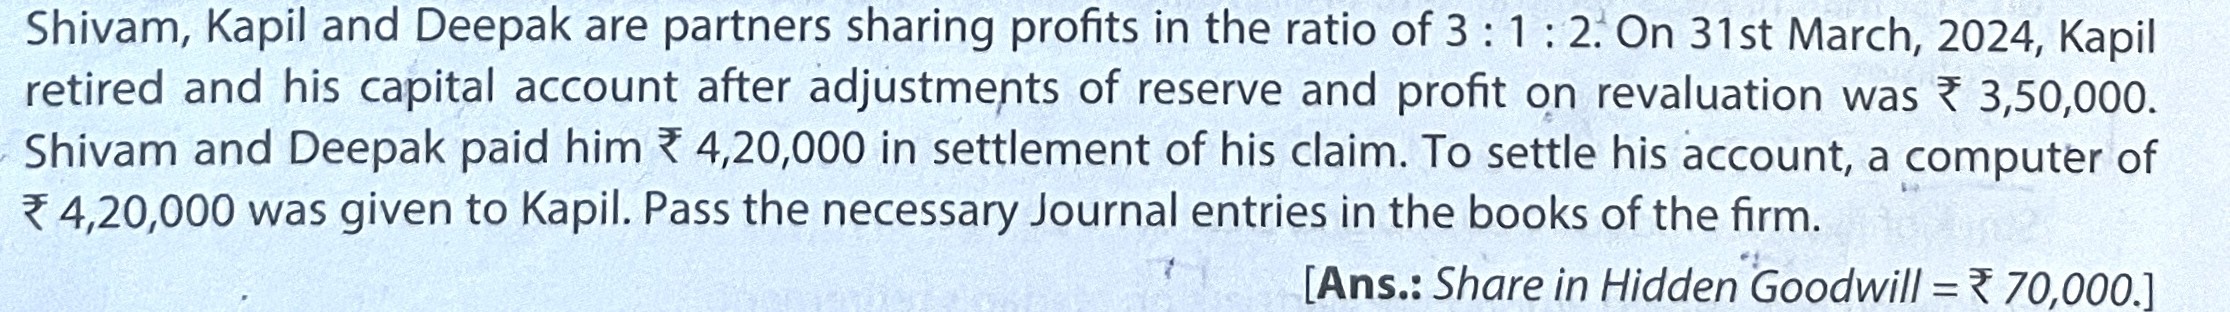 Shivam, Kapil and Deepak are partners sharing profits in the ratio of 3 : 1 : 2. On 31st March, 2024, Kapil
retired and his capital account after adjustments of reserve and profit on revaluation was ₹ 3,50,000.
Shivam and Deepak paid him ₹ 4,20,000 in settlement of his claim. To settle his account, a computer of
₹ 4,20,000 was given to Kapil. Pass the necessary Journal entries in the books of the firm.
[Ans.: Share in Hidden Goodwill = ₹ 70,000.]